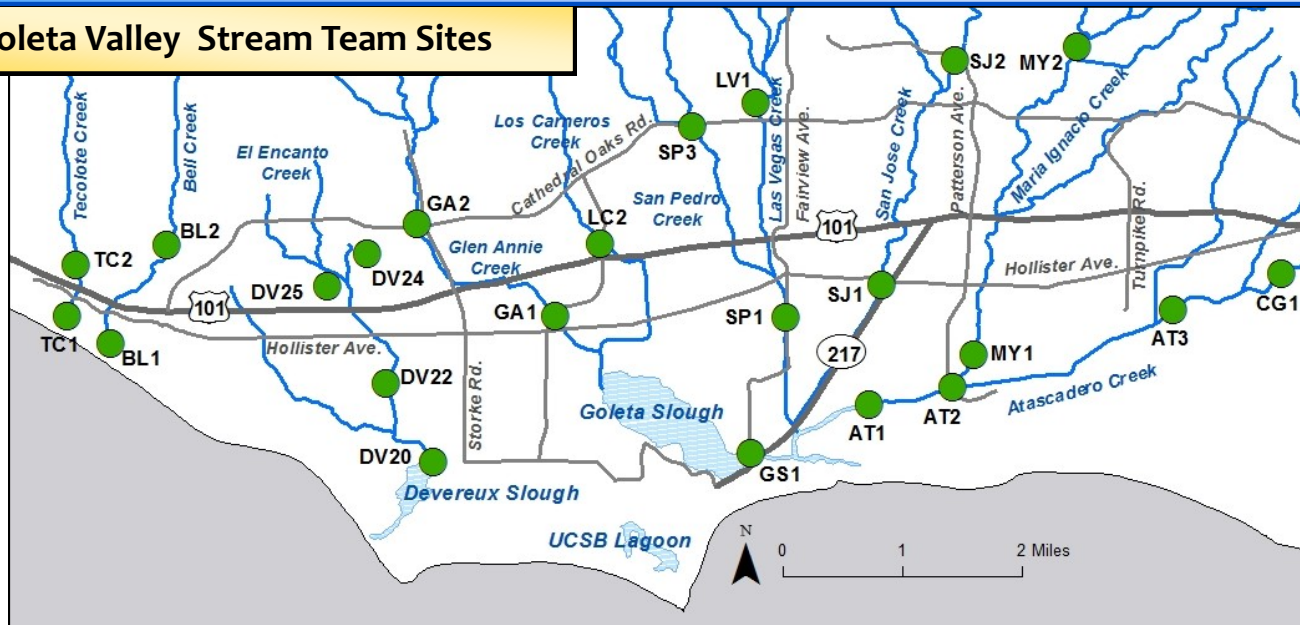 oleta Valley Stream Team Sites
Tecolote Creek
Bell Creek
El Encanto
Creek
Los Carneros
Creek
Cathedral Oaks Rd.
LV1
SP3
Las Vegas Creek
Fairview Ave.
San Jose Creek
SJ2
MY2
Patterson Ave.
Maria Ignacio Creek
San Pedro
Creek
GA2
LC2
BL2
TC2
DV24
DV25
Glen Annie
Creek
101
101
Hollister Ave.
Turnpike Rd.
SJ1
CG1
GA1
SP1
TC1
BL1
Hollister Ave.
217
AT3
MY1
DV22
Storke Rd.
Goleta Slough
AT1
AT2
Atascadero Creek
DV20
GS1
Devereux Slough
UCSB Lagoon
N
0 1 2 Miles